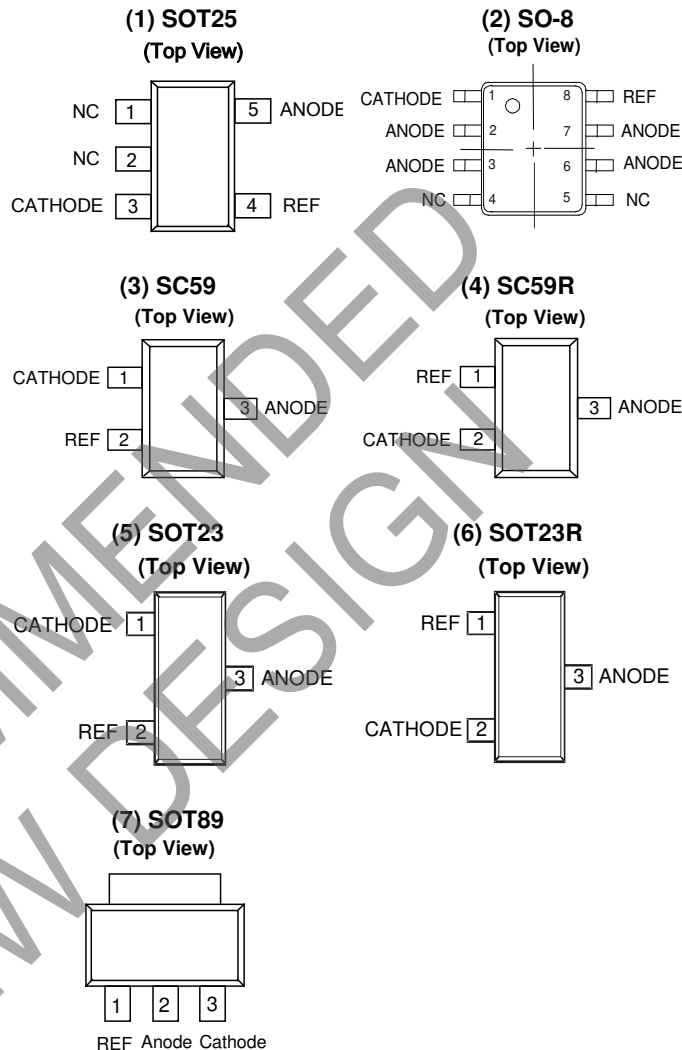 (1) SOT25
(Top View)
NC 1
5 ANODE
NC 2
CATHODE 3
4 REF
(2) SO-8
(Top View)
CATHODE 1
8 REF
ANODE 2
7 ANODE
ANODE 3
6 ANODE
NC 4
5 NC
(3) SC59
(Top View)
CATHODE 1
3 ANODE
REF 2
(4) SC59R
(Top View)
REF 1
3 ANODE
CATHODE 2
(5) SOT23
(Top View)
CATHODE 1
3 ANODE
REF 2
(6) SOT23R
(Top View)
REF 1
3 ANODE
CATHODE 2
(7) SOT89
(Top View)
1 2 3
REF Anode Cathode
MMENDED
W DESIGN